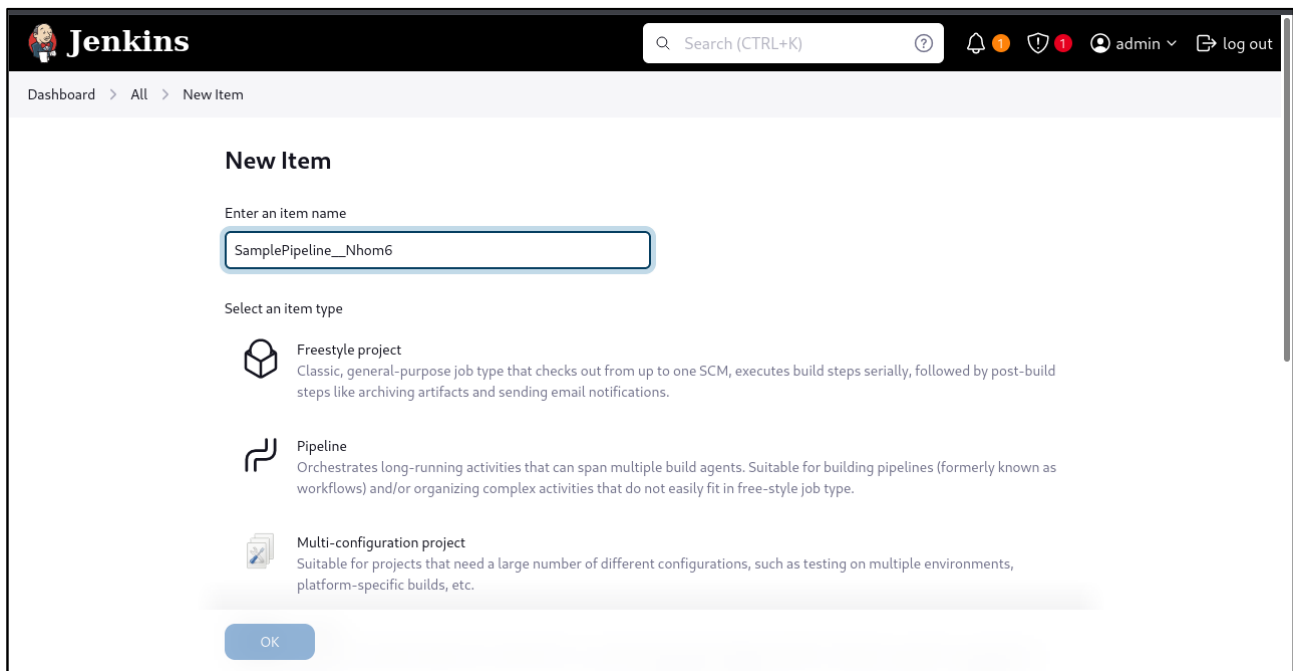 Jenkins
Search (CTRL+K)
1
1
admin
log out
Dashboard > All > New Item
New Item
Enter an item name
SamplePipeline__Nhom6
Select an item type
Freestyle project
Classic, general-purpose job type that checks out from up to one SCM, executes build steps serially, followed by post-build
steps like archiving artifacts and sending email notifications.
Pipeline
Orchestrates long-running activities that can span multiple build agents. Suitable for building pipelines (formerly known as
workflows) and/or organizing complex activities that do not easily fit in free-style job type.
Multi-configuration project
Suitable for projects that need a large number of different configurations, such as testing on multiple environments,
platform-specific builds, etc.
OK